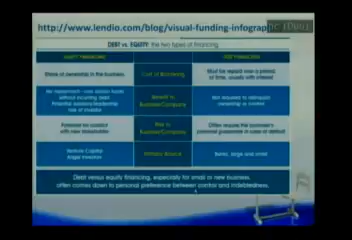 http://www.lendio.com/blog/visual-funding-infographic
DEBT vs. EQUITY: the two types of financing
EQUITY FINANCING
DEBT FINANCING
Share of ownership in the business.
Cost of Borrowing
Must be repaid over a period
of time, usually with interest
No repayment—can obtain funds
without incurring debt
Potential advisory/leadership
role of investor
Benefit to
Business/Company
Not required to relinquish
ownership or control
Potential for conflict
with new stakeholders
Risk to
Business/Company
Often require the borrower's
personal guarantee in case of default
Venture Capital
Angel Investors
Primary Source
Banks, large and small
Debt versus equity financing, especially for small or new business
often comes down to personal preference between control and indebtedness.